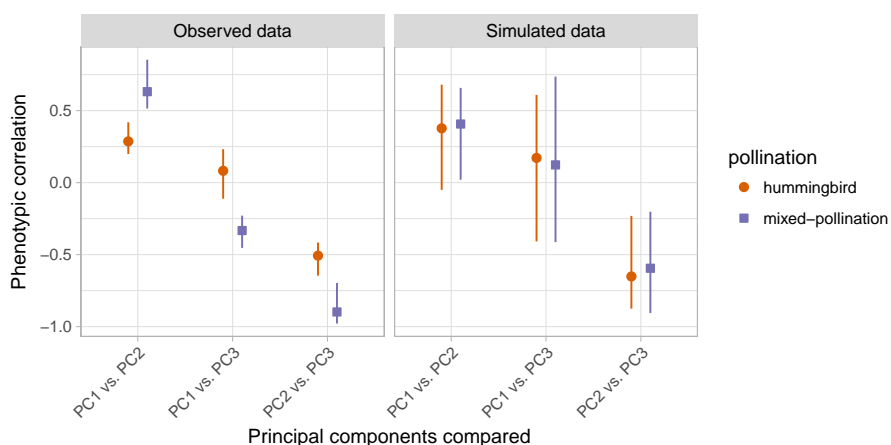 Observed data
Simulated data
Phenotypic correlation
0.5
0.0
−0.5
−1.0
PC1 vs. PC2
PC1 vs. PC3
PC2 vs. PC3
PC1 vs. PC2
PC1 vs. PC3
PC2 vs. PC3
Principal components compared
pollination
hummingbird
mixed−pollination